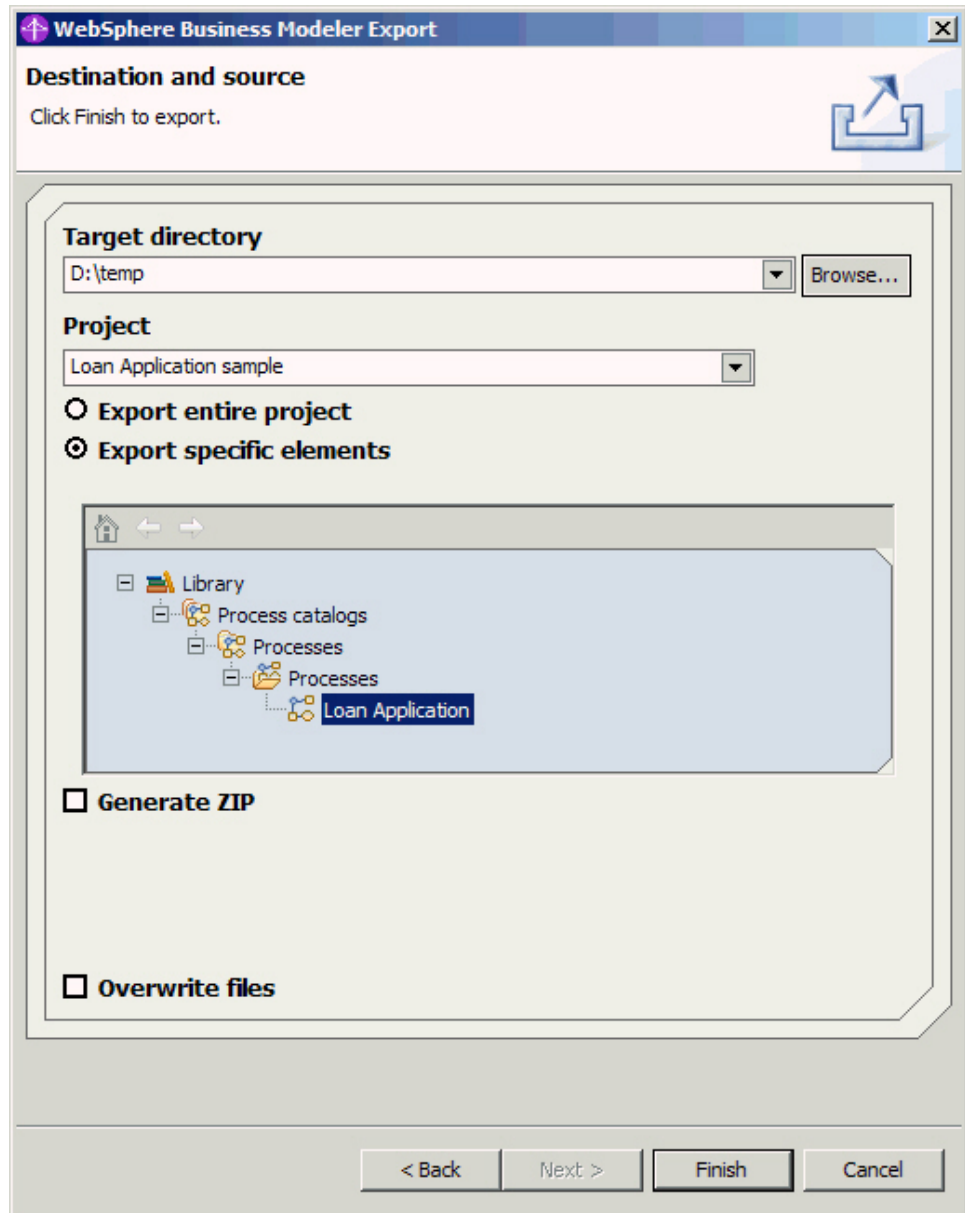 WebSphere Business Modeler Export
Destination and source
Click Finish to export.
Target directory
D:\temp
Browse...
Project
Loan Application sample
Export entire project
Export specific elements
Library
Process catalogs
Processes
Processes
Loan Application
Generate ZIP
Overwrite files
< Back Next > Finish Cancel